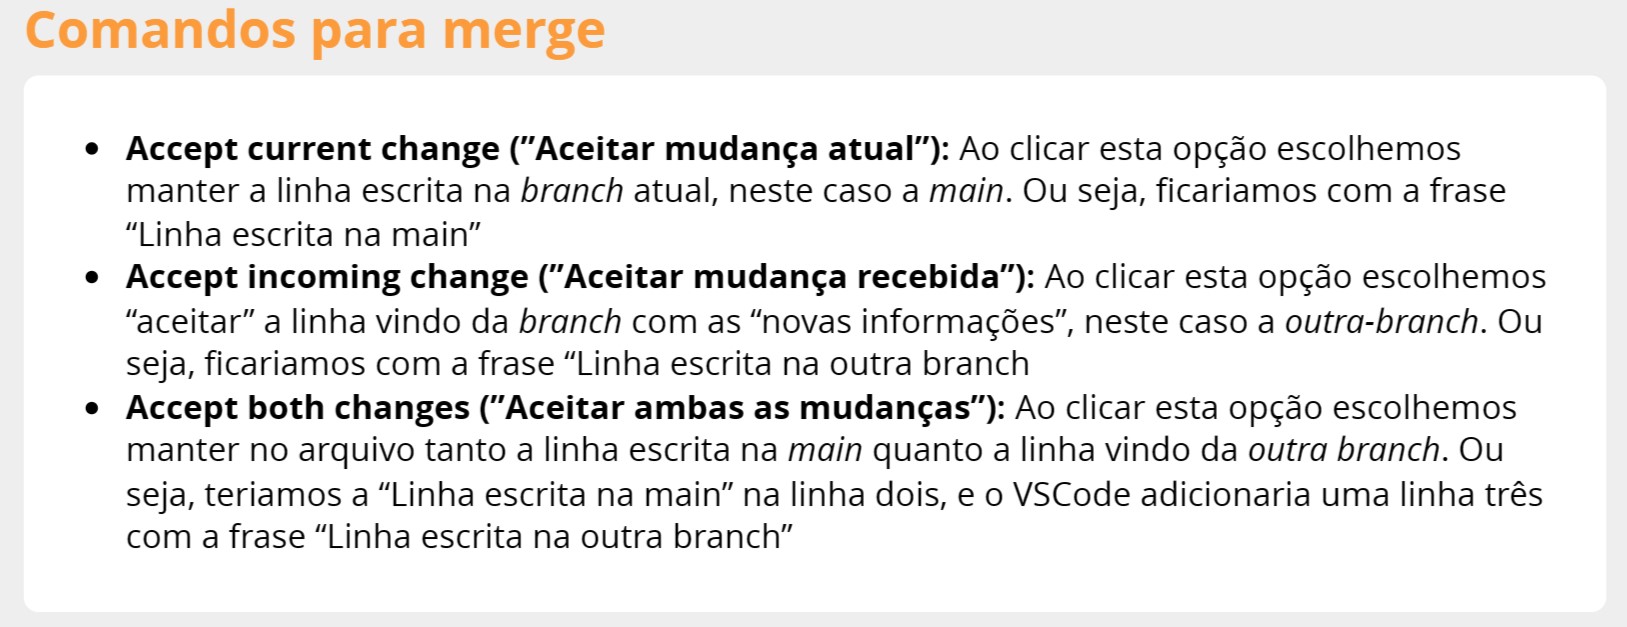 Comandos para merge
• Accept current change (”Aceitar mudança atual”): Ao clicar esta opção escolhemos
manter a linha escrita na branch atual, neste caso a main. Ou seja, ficariamos com a frase
“Linha escrita na main”
• Accept incoming change (”Aceitar mudança recebida”): Ao clicar esta opção escolhemos
“aceitar” a linha vindo da branch com as “novas informações”, neste caso a outra-branch. Ou
seja, ficariamos com a frase “Linha escrita na outra branch
• Accept both changes (”Aceitar ambas as mudanças”): Ao clicar esta opção escolhemos
manter no arquivo tanto a linha escrita na main quanto a linha vindo da outra branch. Ou
seja, teriamos a “Linha escrita na main” na linha dois, e o VSCode adicionaria uma linha três
com a frase “Linha escrita na outra branch”